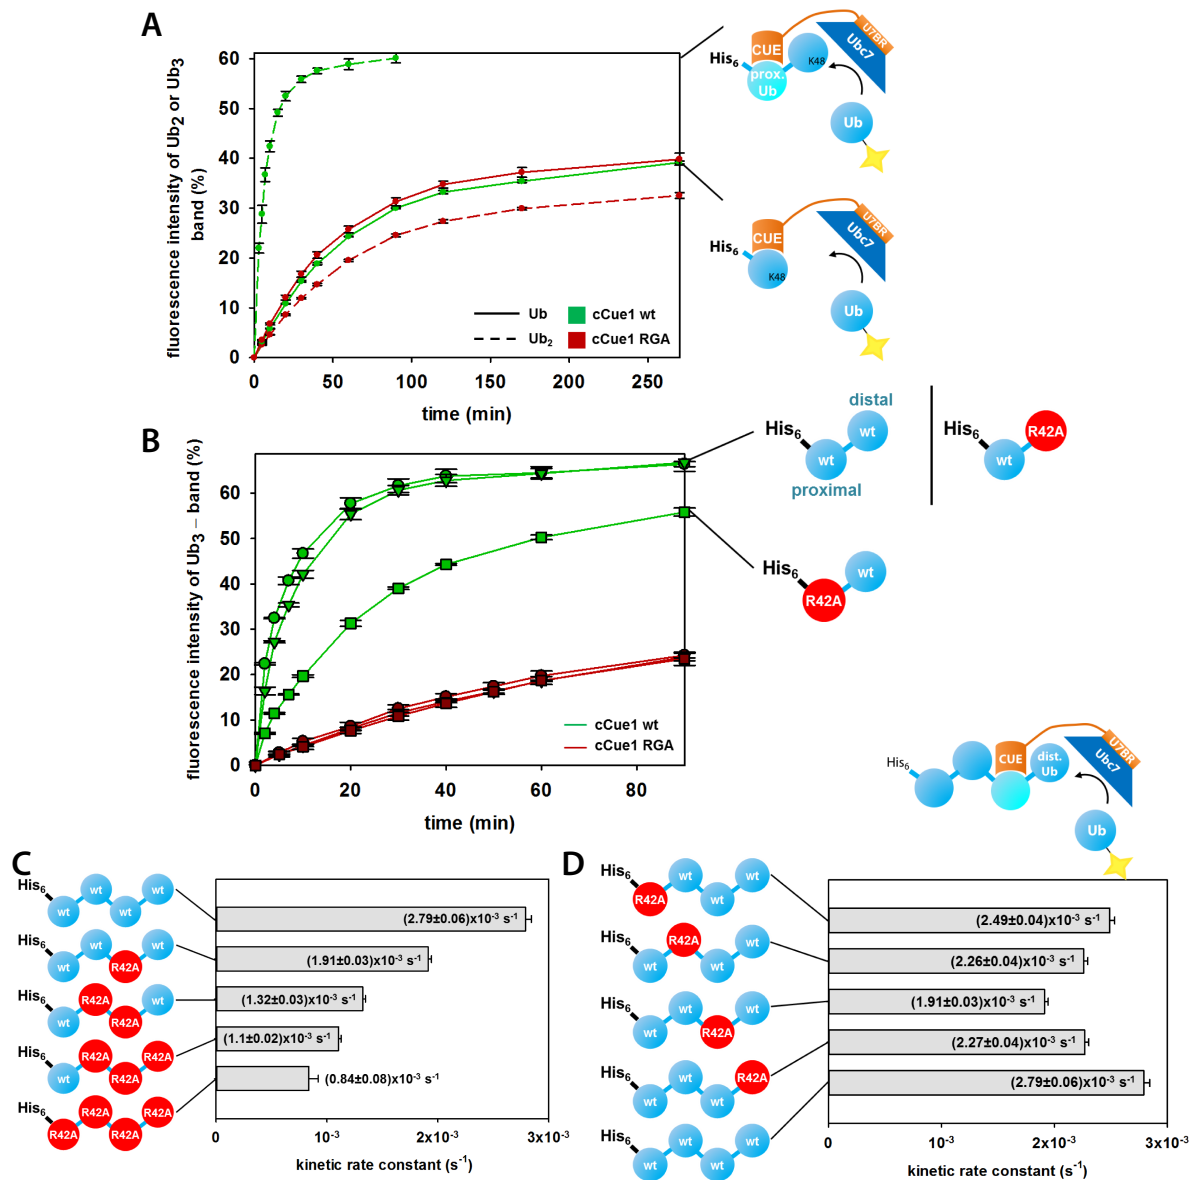 A
fluorescence intensity of Ub2 or Ub3
band (%)
60
50
40
30
20
10
0
0
50
100
150
200
250
time (min)
Ub
Ub2
cCue1 wt
cCue1 RGA
His6
CUE
prox.
Ub
K48
U7BR
Ubc7
Ub
His6
CUE
K48
U7BR
Ubc7
Ub
B
fluorescence intensity of Ub3 – band (%)
60
50
40
30
20
10
0
0
20
40
60
80
time (min)
cCue1 wt
cCue1 RGA
distal
His6
wt
wt
proximal
His6
wt
R42A
His6
R42A
wt
His6
CUE
dist.
Ub
U7BR
Ubc7
Ub
C
His6
wt
wt
wt
wt
(2.79±0.06)x10-3 s-1
His6
wt
wt
R42A
wt
(1.91±0.03)x10-3 s-1
His6
wt
R42A
R42A
wt
(1.32±0.03)x10-3 s-1
His6
wt
R42A
R42A
R42A
(1.1±0.02)x10-3 s-1
His6
R42A
R42A
R42A
R42A
(0.84±0.08)x10-3 s-1
0
10-3
2x10-3
3x10-3
kinetic rate constant (s-1)
D
His6
R42A
wt
wt
wt
(2.49±0.04)x10-3 s-1
His6
wt
R42A
wt
wt
(2.26±0.04)x10-3 s-1
His6
wt
wt
R42A
wt
(1.91±0.03)x10-3 s-1
His6
wt
wt
wt
R42A
(2.27±0.04)x10-3 s-1
His6
wt
wt
wt
wt
(2.79±0.06)x10-3 s-1
0
10-3
2x10-3
3x10-3
kinetic rate constant (s-1)